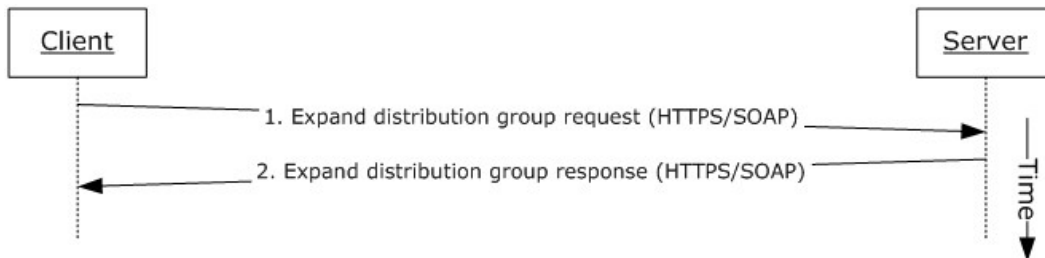 Client
Server
1. Expand distribution group request (HTTPS/SOAP)
2. Expand distribution group response (HTTPS/SOAP)
Time